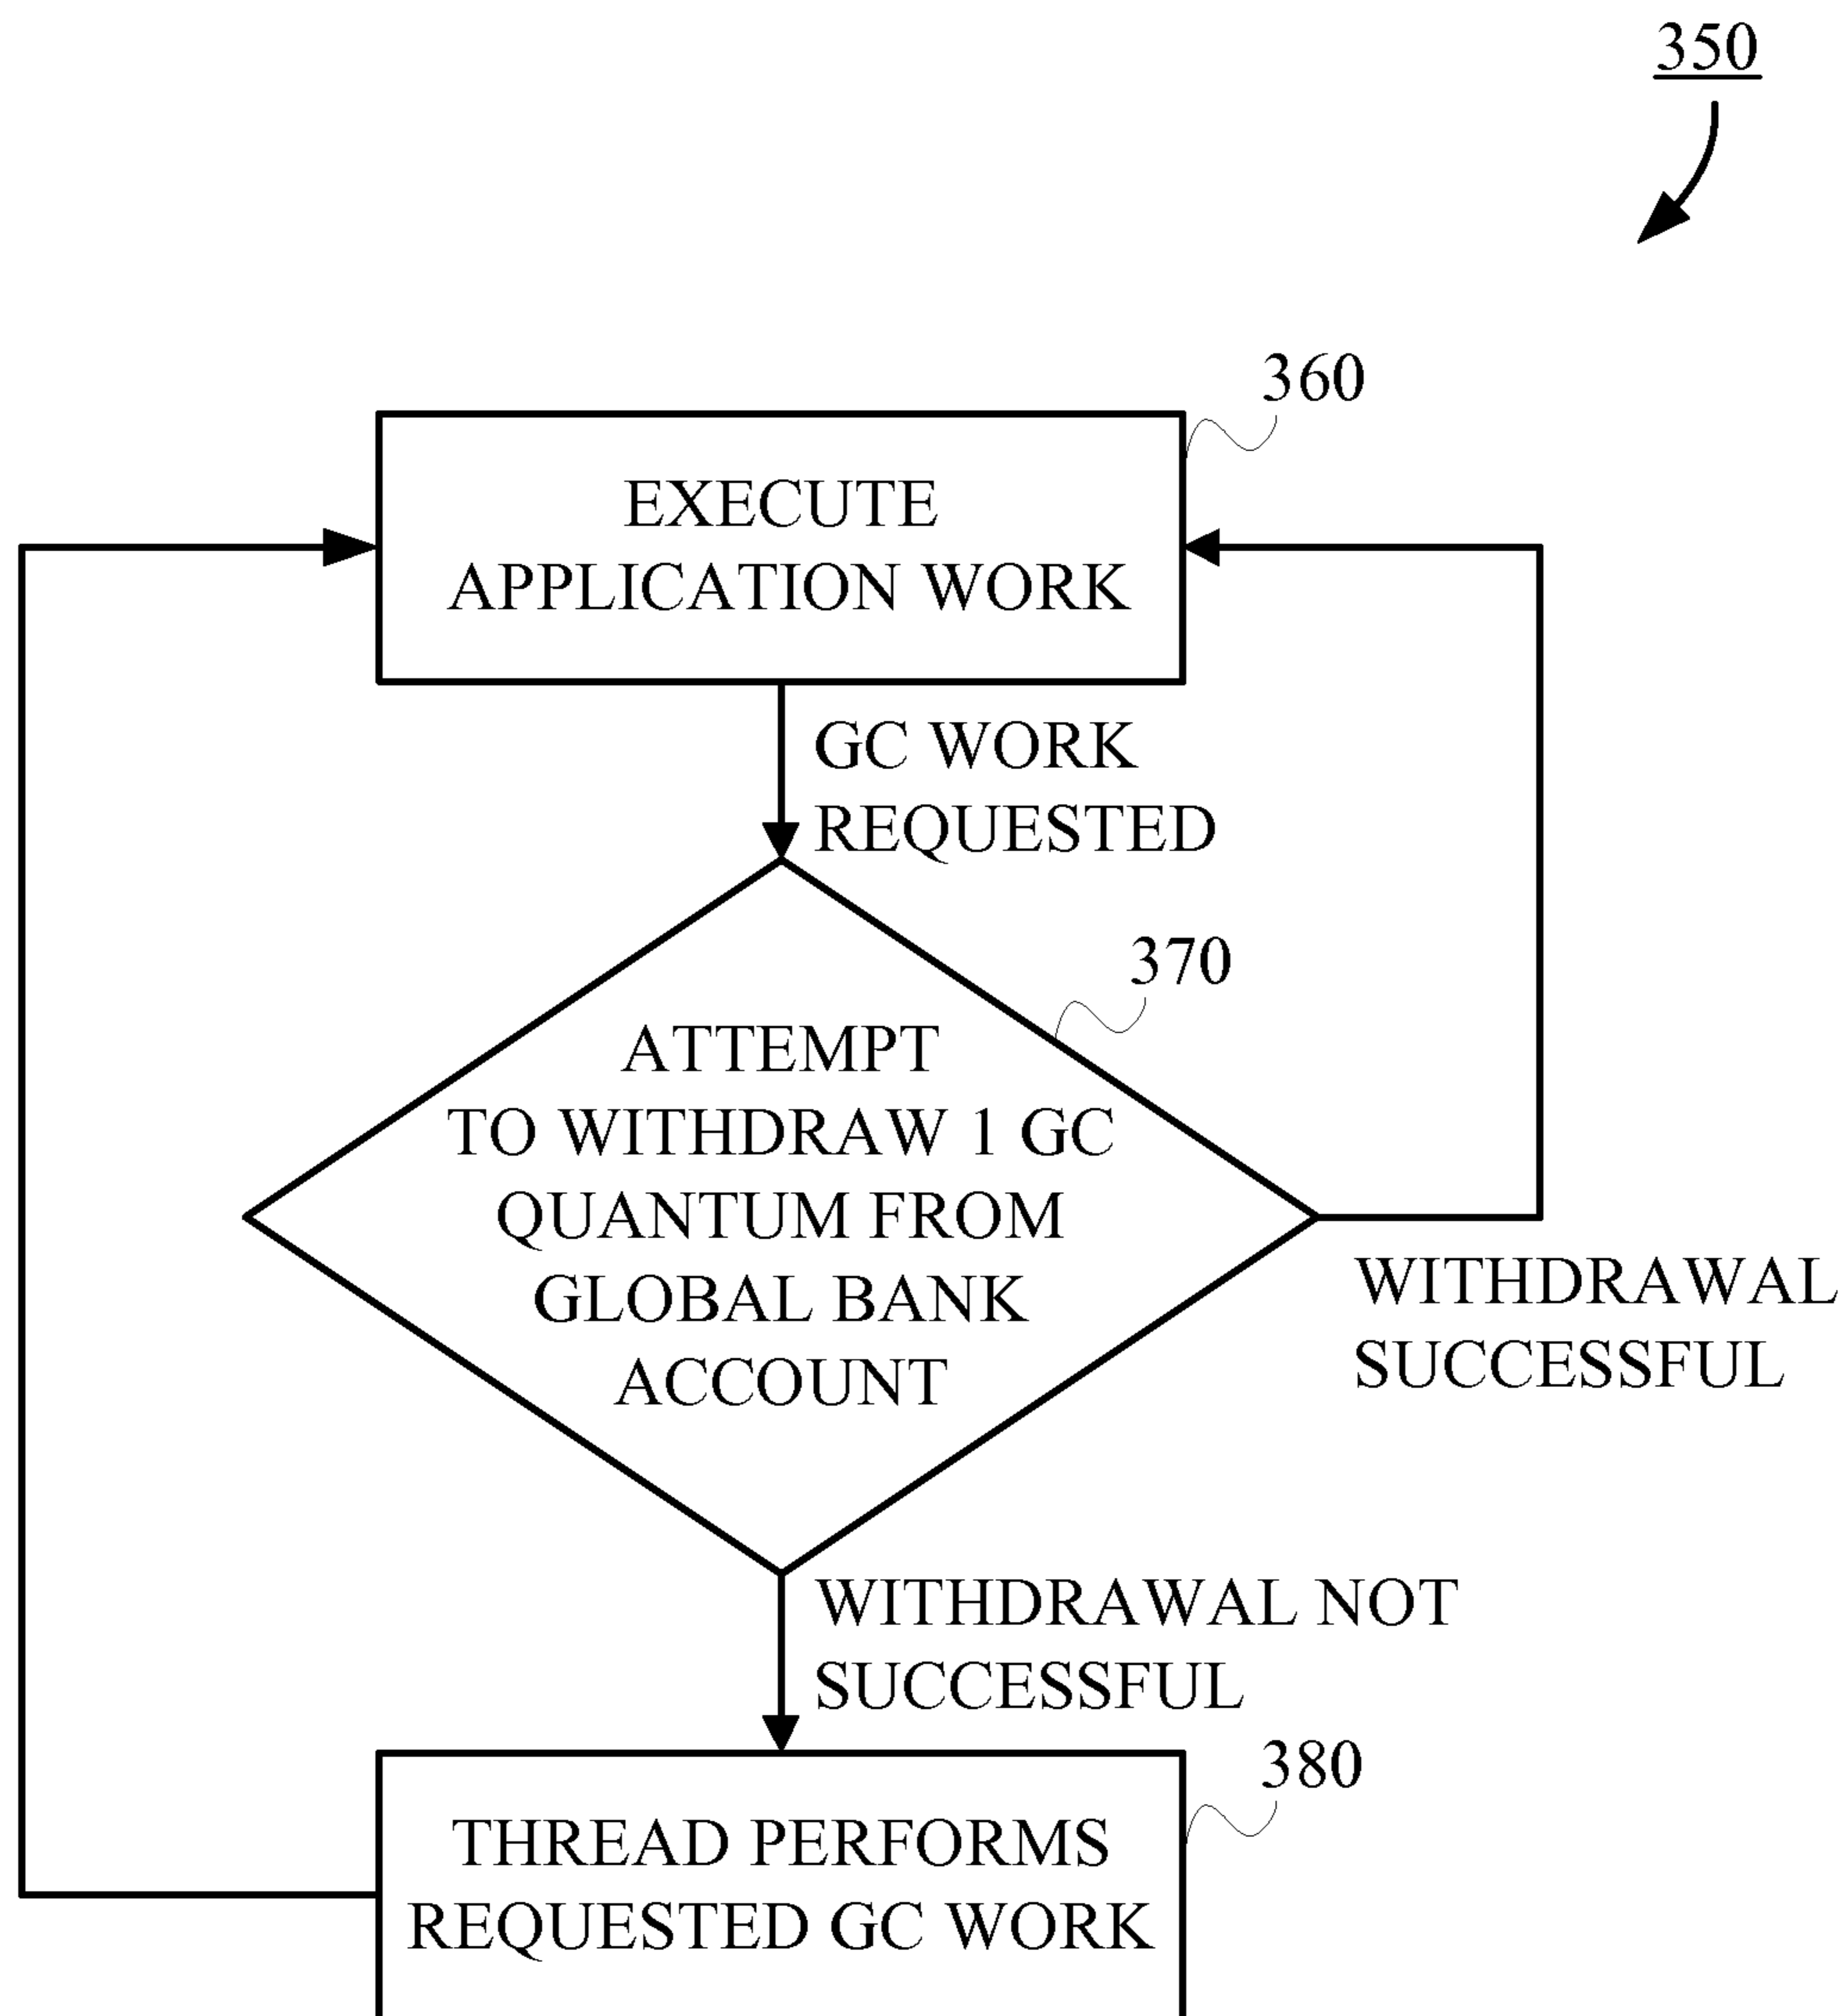 350
360
EXECUTE
APPLICATION WORK
GC WORK
REQUESTED
370
ATTEMPT
TO WITHDRAW 1 GC
QUANTUM FROM
GLOBAL BANK
ACCOUNT
WITHDRAWAL
SUCCESSFUL
WITHDRAWAL NOT
SUCCESSFUL
380
THREAD PERFORMS
REQUESTED GC WORK